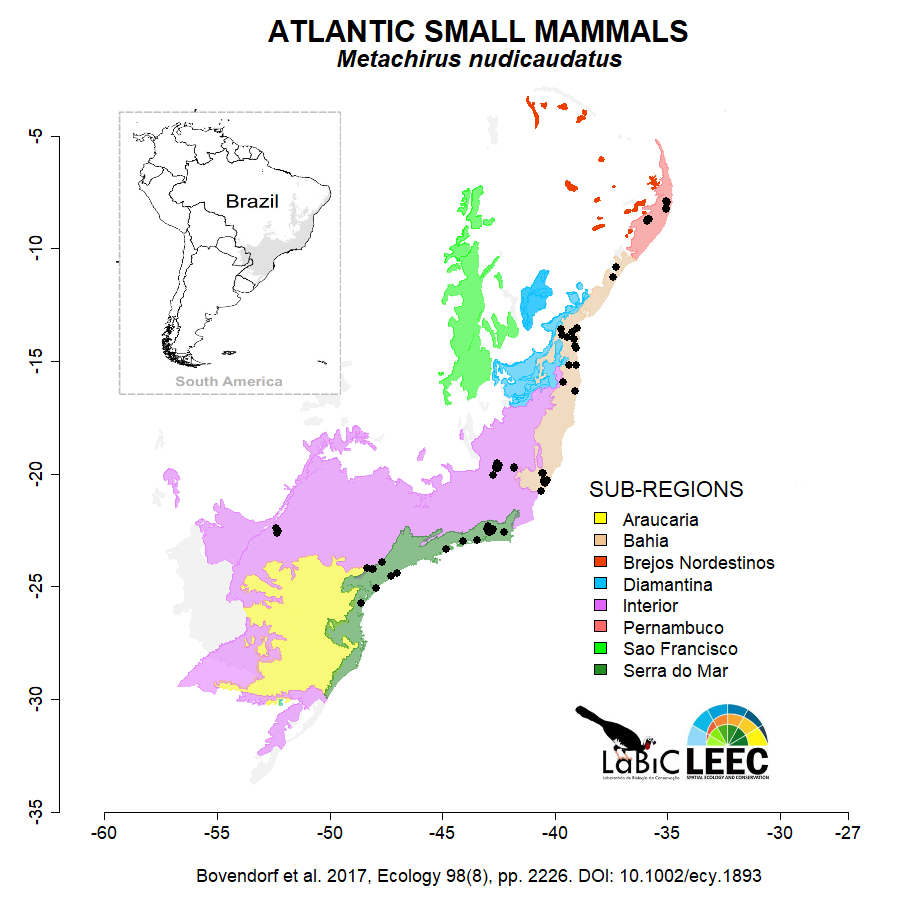 ATLANTIC SMALL MAMMALS
Metachirus nudicaudatus
-5
-10
-15
-20
-25
-30
-35
Brazil
South America
SUB-REGIONS
Araucaria
Bahia
Brejos Nordestinos
Diamantina
Interior
Pernambuco
Sao Francisco
Serra do Mar
LaBiC
Laboratório de Biologia da Conservação
LEEC
SPATIAL ECOLOGY AND CONSERVATION
-60 -55 -50 -45 -40 -35 -30 -27
Bovendorf et al. 2017, Ecology 98(8), pp. 2226. DOI: 10.1002/ecy.1893